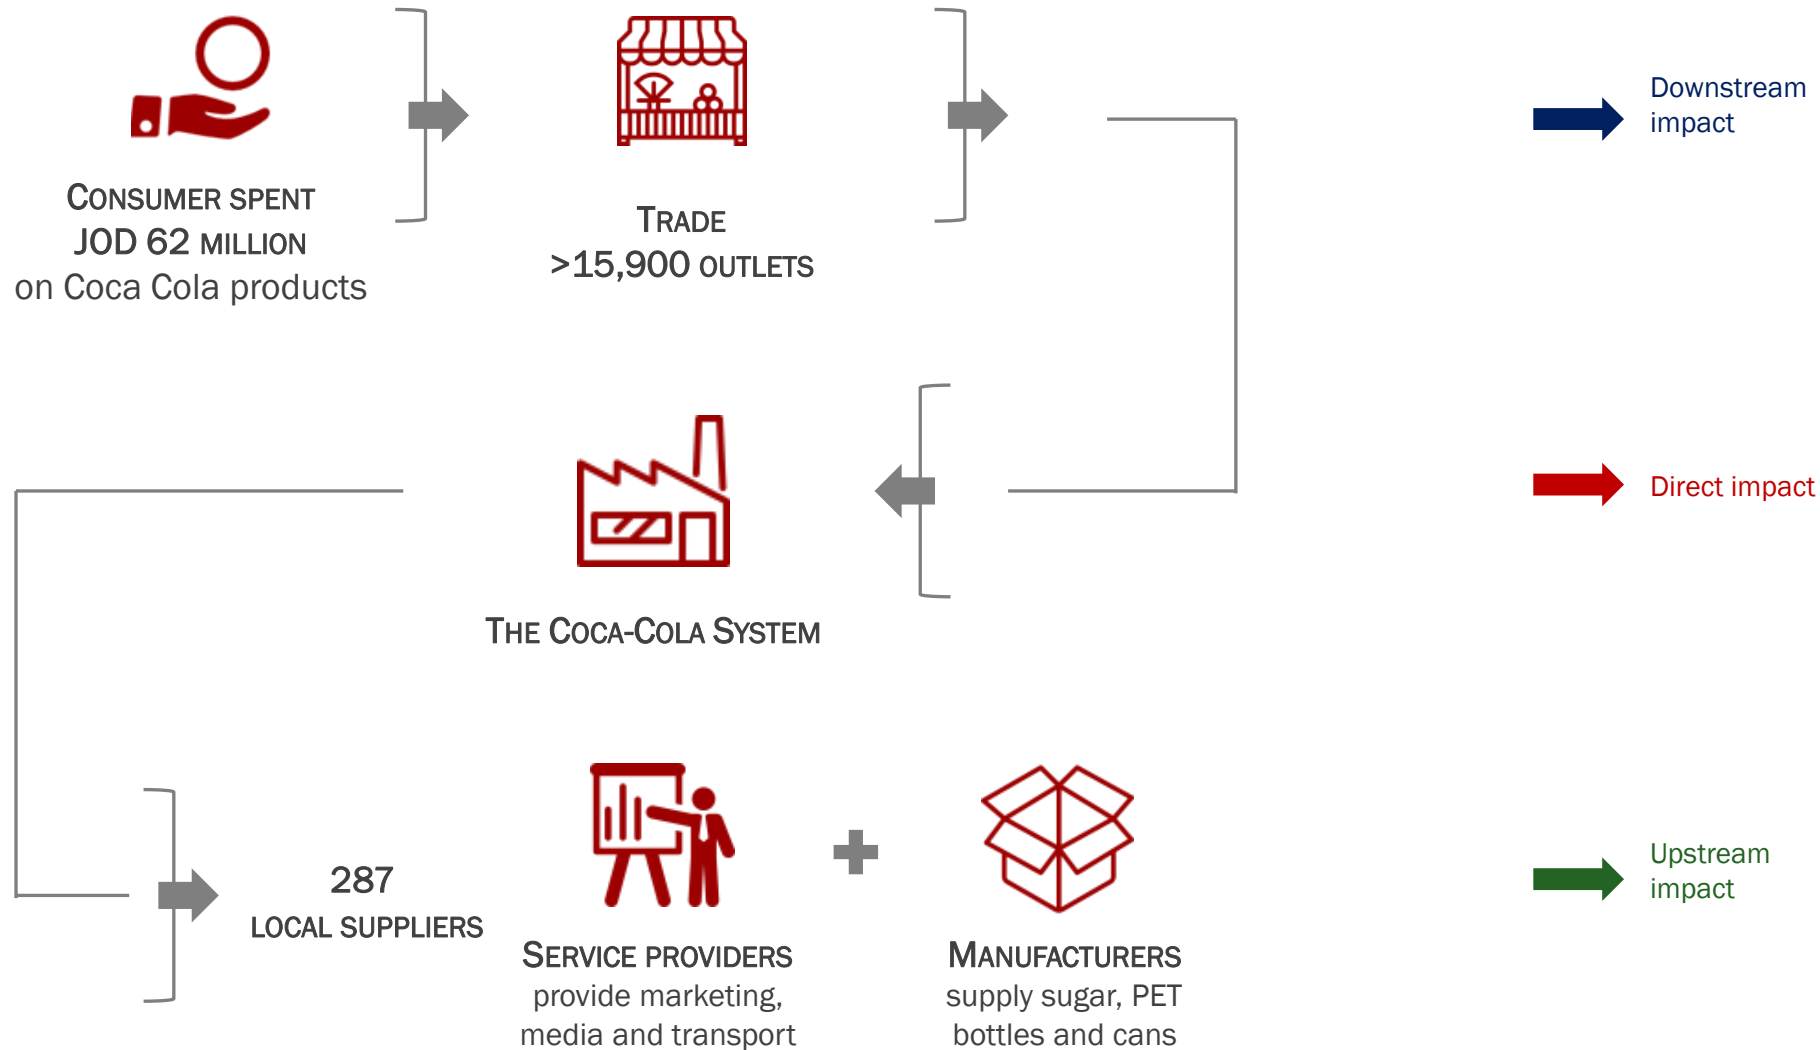 CONSUMER SPENT
JOD 62 MILLION
on Coca Cola products
TRADE
>15,900 OUTLETS
Downstream
impact
THE COCA-COLA SYSTEM
Direct impact
287
LOCAL SUPPLIERS
SERVICE PROVIDERS
provide marketing,
media and transport
MANUFACTURERS
supply sugar, PET
bottles and cans
Upstream
impact